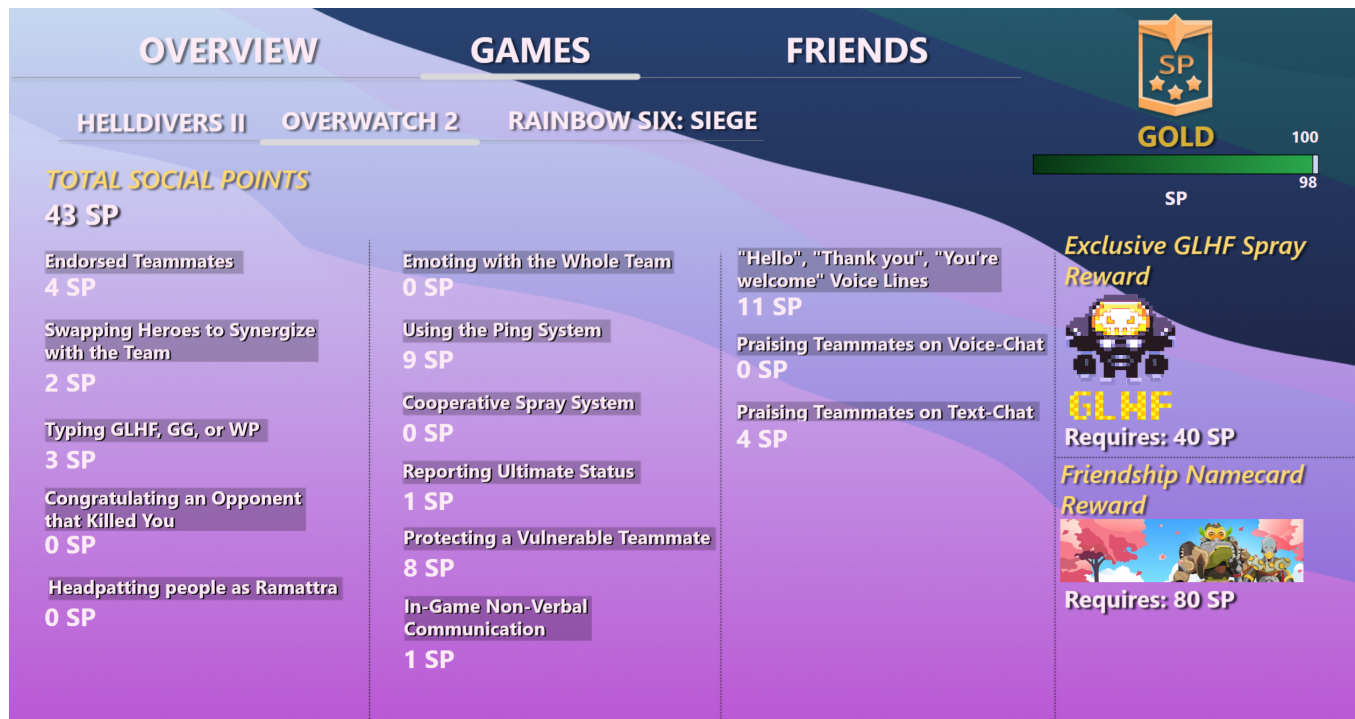 OVERVIEW
GAMES
FRIENDS
HELLDIVERS II
OVERWATCH 2
RAINBOW SIX: SIEGE
SP
GOLD
100
98
SP
TOTAL SOCIAL POINTS
43 SP
Endorsed Teammates
4 SP
Swapping Heroes to Synergize
with the Team
2 SP
Typing GLHF, GG, or WP
3 SP
Congratulating an Opponent
that Killed You
0 SP
Headpatting people as Ramattra
0 SP
Emoting with the Whole Team
0 SP
Using the Ping System
9 SP
Cooperative Spray System
0 SP
Reporting Ultimate Status
1 SP
Protecting a Vulnerable Teammate
8 SP
In-Game Non-Verbal
Communication
1 SP
"Hello", "Thank you", "You're
welcome" Voice Lines
11 SP
Praising Teammates on Voice-Chat
0 SP
Praising Teammates on Text-Chat
4 SP
Exclusive GLHF Spray
Reward
GLHF
Requires: 40 SP
Friendship Namecard
Reward
Requires: 80 SP